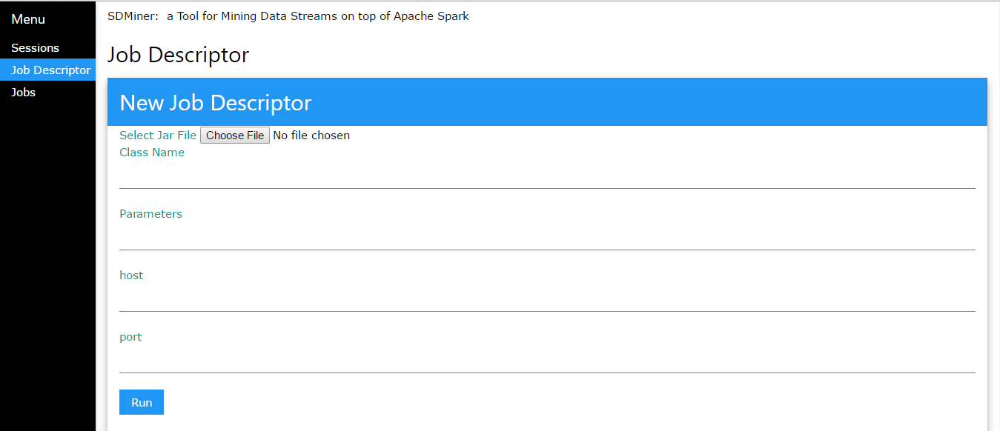 Menu
Sessions
Job Descriptor
Jobs
SDMiner:  a Tool for Mining Data Streams on top of Apache Spark
Job Descriptor
New Job Descriptor
Select Jar File Choose File No file chosen
Class Name
Parameters
host
port
Run